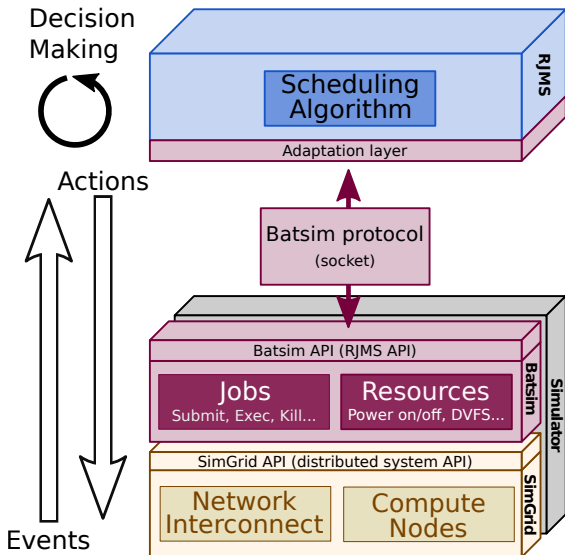 Decision
Making
Scheduling
Algorithm
RJMS
Adaptation layer
Actions
Batsim protocol
(socket)
Batsim API (RJMS API)
Jobs
Submit, Exec, Kill...
Resources
Power on/off, DVFS...
Batsim
Simulator
SimGrid API (distributed system API)
Network
Interconnect
Compute
Nodes
SimGrid
Events